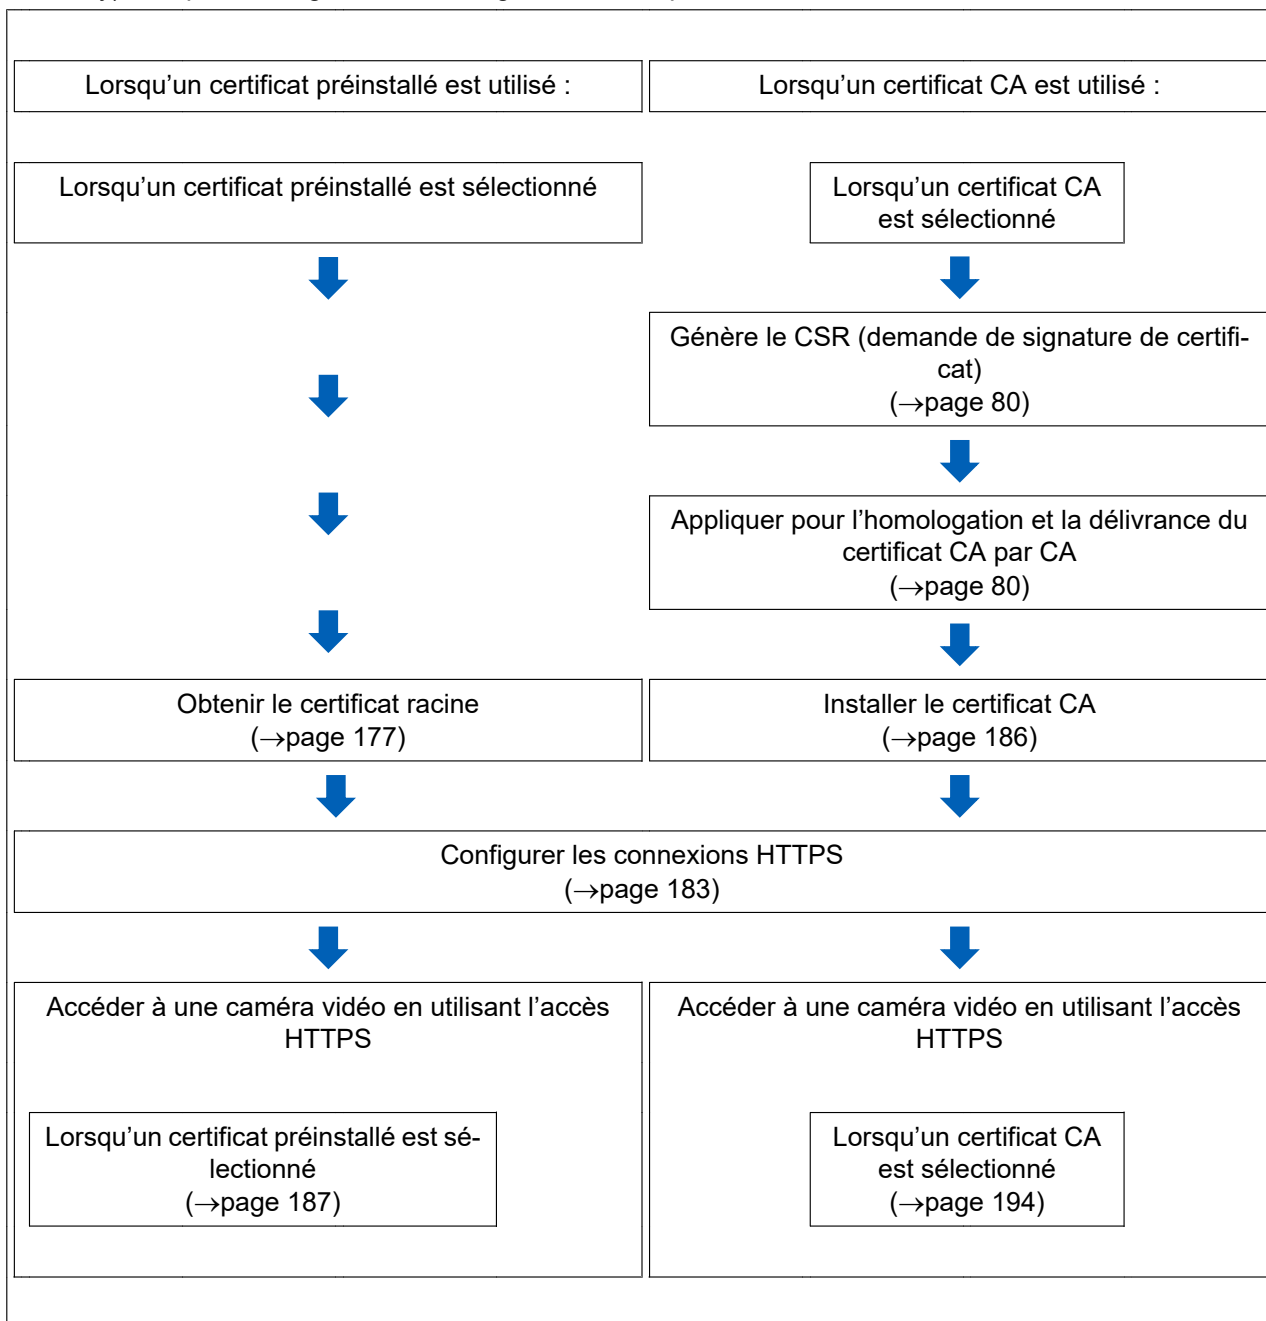 Lorsqu'un certificat préinstallé est utilisé :
Lorsqu'un certificat CA est utilisé :
Lorsqu'un certificat préinstallé est sélectionné
Lorsqu'un certificat CA
est sélectionné
Génère le CSR (demande de signature de certifi-
cat)
(→page 80)
Appliquer pour l'homologation et la délivrance du
certificat CA par CA
(→page 80)
Obtenir le certificat racine
(→page 177)
Installer le certificat CA
(→page 186)
Configurer les connexions HTTPS
(→page 183)
Accéder à une caméra vidéo en utilisant l'accès
HTTPS
Lorsqu'un certificat préinstallé est sé-
lectionné
(→page 187)
Accéder à une caméra vidéo en utilisant l'accès
HTTPS
Lorsqu'un certificat CA
est sélectionné
(→page 194)